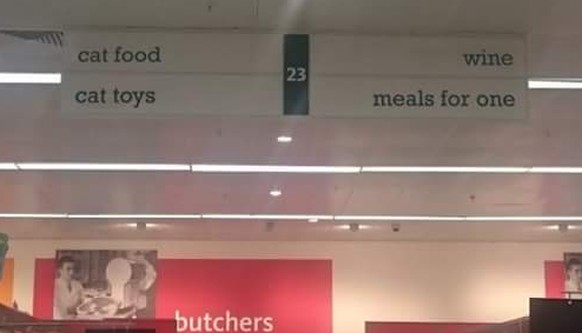 cat food
cat toys
23
wine
meals for one
butchers